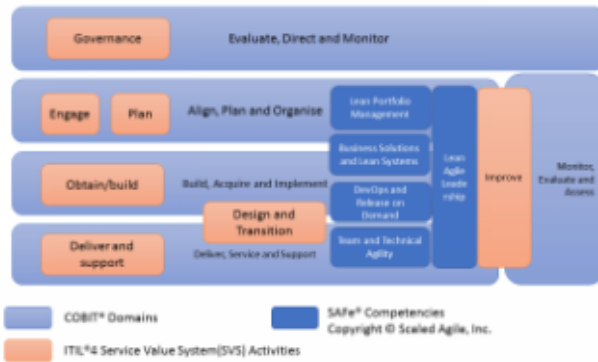 Governance
Evaluate, Direct and Monitor
Engage
Plan
Align, Plan and Organise
Lean Portfolio
Management
Business Solutions
and Lean Systems
Obtain/build
Build, Acquire and Implement
DevOps and
Release on
Demand
Design and
Transition
Deliver and
support
Deliver, Service and Support
Team and Technical
Agility
Lean
Agile
Leade
rship
Improve
Monitor,
Evaluate and
Assess
COBIT® Domains
SAFe® Competencies
Copyright © Scaled Agile, Inc.
ITIL®4 Service Value System(SVS) Activities